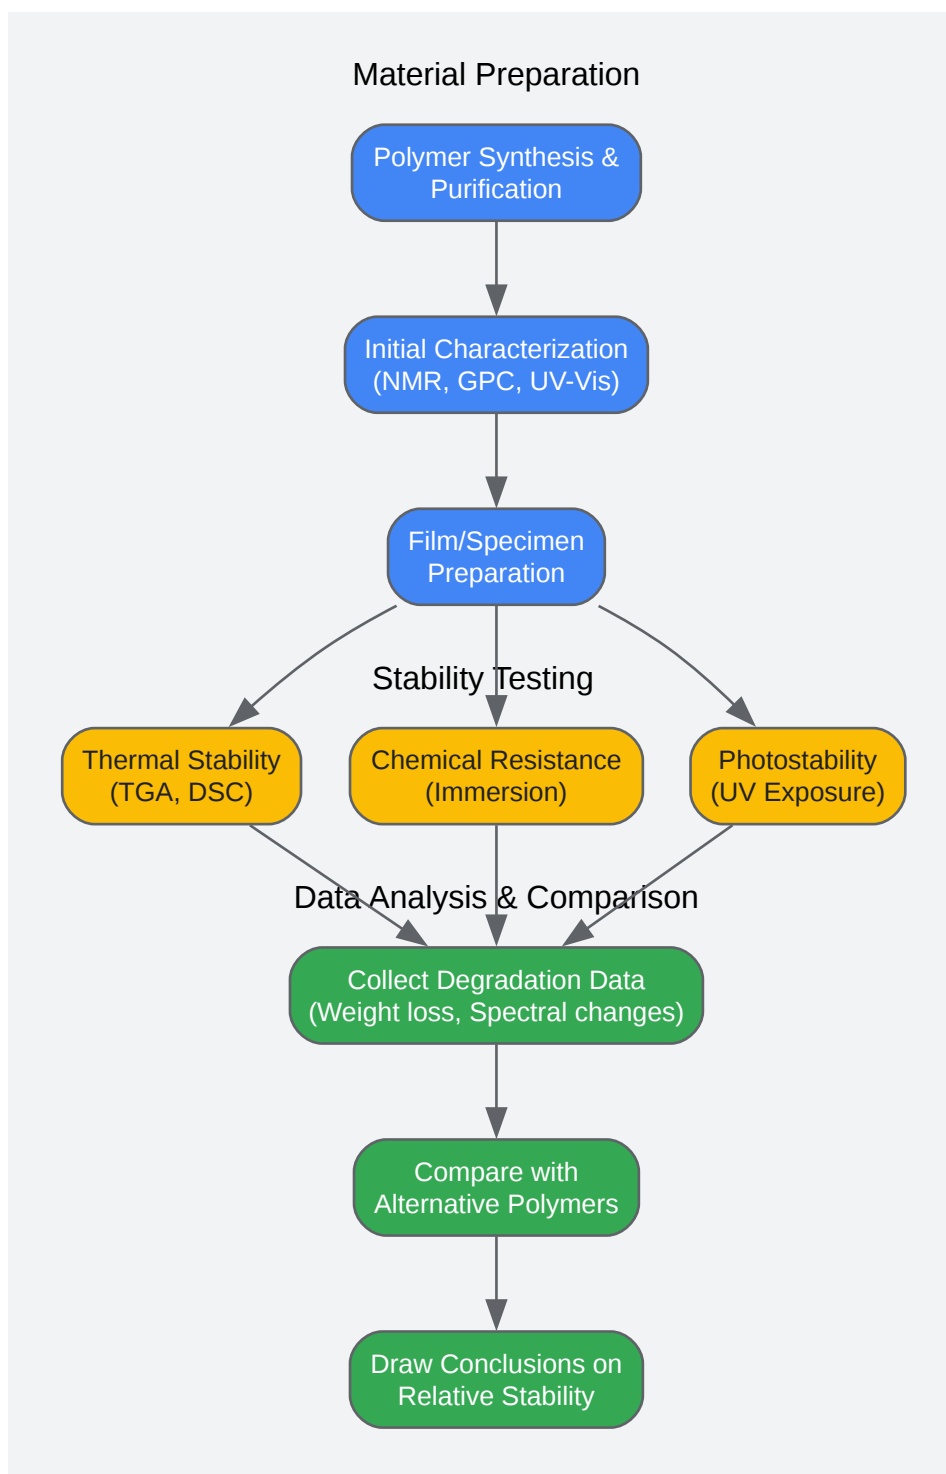 Material Preparation
Polymer Synthesis &
Purification
Initial Characterization
(NMR, GPC, UV-Vis)
Film/Specimen
Preparation
Stability Testing
Thermal Stability
(TGA, DSC)
Chemical Resistance
(Immersion)
Photostability
(UV Exposure)
Data Analysis & Comparison
Collect Degradation Data
(Weight loss, Spectral changes)
Compare with
Alternative Polymers
Draw Conclusions on
Relative Stability